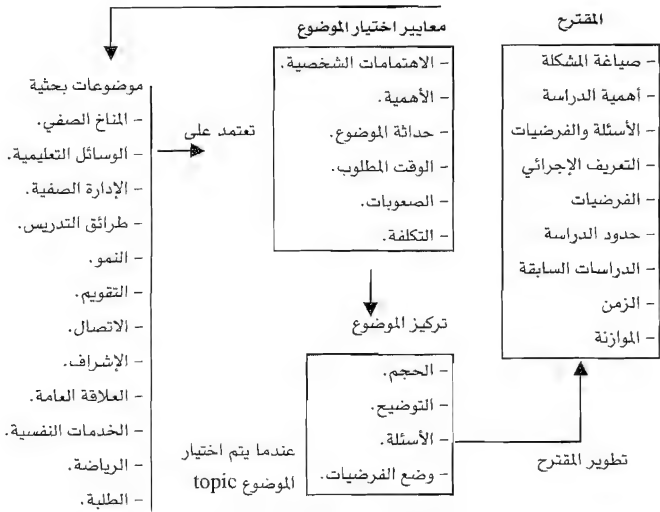 المقترح
- صياغة المشكلة
- أهمية الدراسة
- الأسئلة والفرضيات
- التعريف الإجرائي
- الفرضيات
- حدود الدراسة
- الدراسات السابقة
- الزمن
- الموازنة
معايير اختيار الموضوع
- الاهتمامات الشخصية.
- الأهمية.
- حداثة الموضوع.
- الوقت المطلوب.
- الصعوبات.
- التكلفة.
تعتمد على
موضوعات بحثية
- المناخ الصفي.
- الوسائل التعليمية.
- الإدارة الصفية.
- طرائق التدريس.
- النمو.
- التقويم.
- الاتصال.
- الإشراف.
- العلاقة العامة.
- الخدمات النفسية.
- الرياضة.
- الطلبة.
تركيز الموضوع
- الحجم.
- التوضيح.
- الأسئلة.
- وضع الفرضيات.
عندما يتم اختيار
الموضوع topic
تطوير المقترح